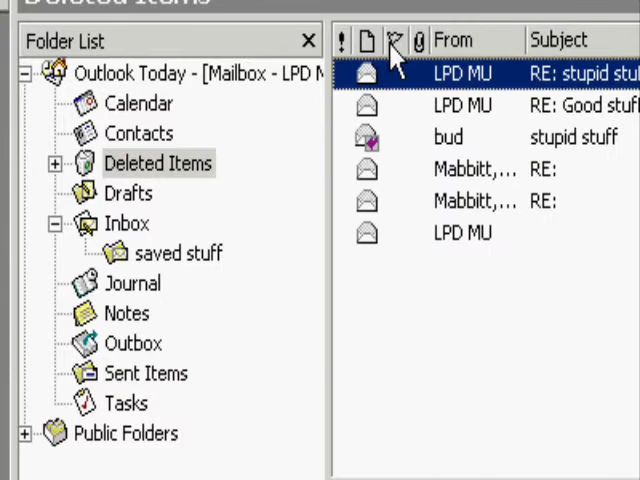 Deleted Items
Folder List
Outlook Today - [Mailbox - LPD M
Calendar
Contacts
Deleted Items
Drafts
Inbox
saved stuff
Journal
Notes
Outbox
Sent Items
Tasks
Public Folders
! From Subject
LPD MU RE: stupid stu
LPD MU RE: Good stuff
bud stupid stuff
Mabbitt,... RE:
Mabbitt,... RE:
LPD MU